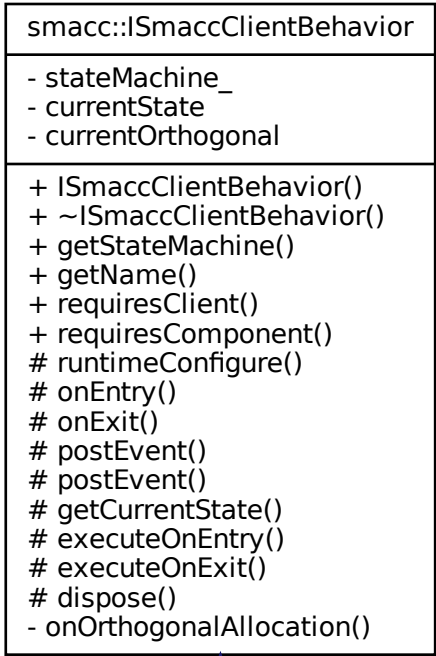 smacc::ISmaccClientBehavior
- stateMachine_
- currentState
- currentOrthogonal
+ ISmaccClientBehavior()
+ ~ISmaccClientBehavior()
+ getStateMachine()
+ getName()
+ requiresClient()
+ requiresComponent()
# runtimeConfigure()
# onEntry()
# onExit()
# postEvent()
# postEvent()
# getCurrentState()
# executeOnEntry()
# executeOnExit()
# dispose()
- onOrthogonalAllocation()